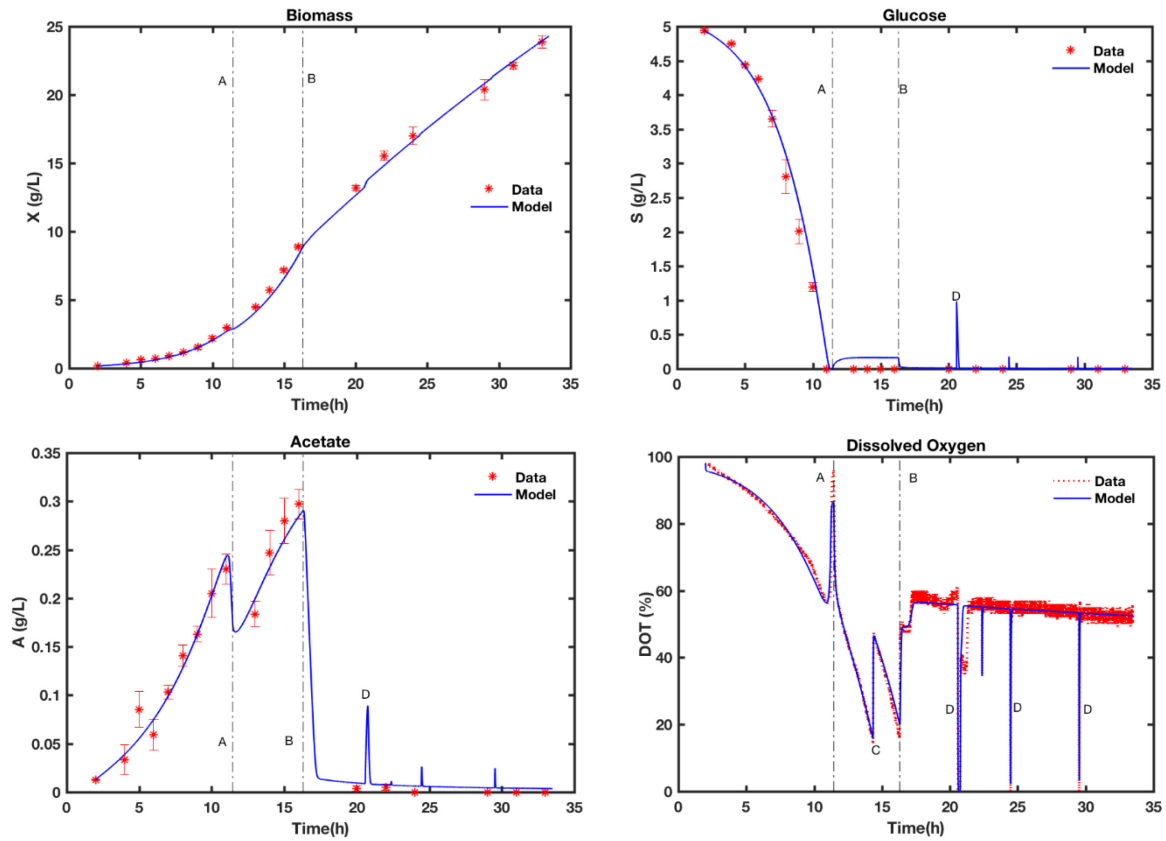 Biomass
25
20
15
10
5
0
X (g/L)
A
B
Data
Model
0 5 10 15 20 25 30 35
Time(h)
Glucose
5
4.5
4
3.5
3
2.5
2
1.5
1
0.5
0
S (g/L)
A
B
D
Data
Model
0 5 10 15 20 25 30 35
Time(h)
Acetate
0.35
0.3
0.25
0.2
0.15
0.1
0.05
0
A (g/L)
A
B
D
Data
Model
0 5 10 15 20 25 30 35
Time(h)
Dissolved Oxygen
100
80
60
40
20
0
DOT (%)
A
B
C
D
D
D
Data
Model
0 5 10 15 20 25 30 35
Time(h)